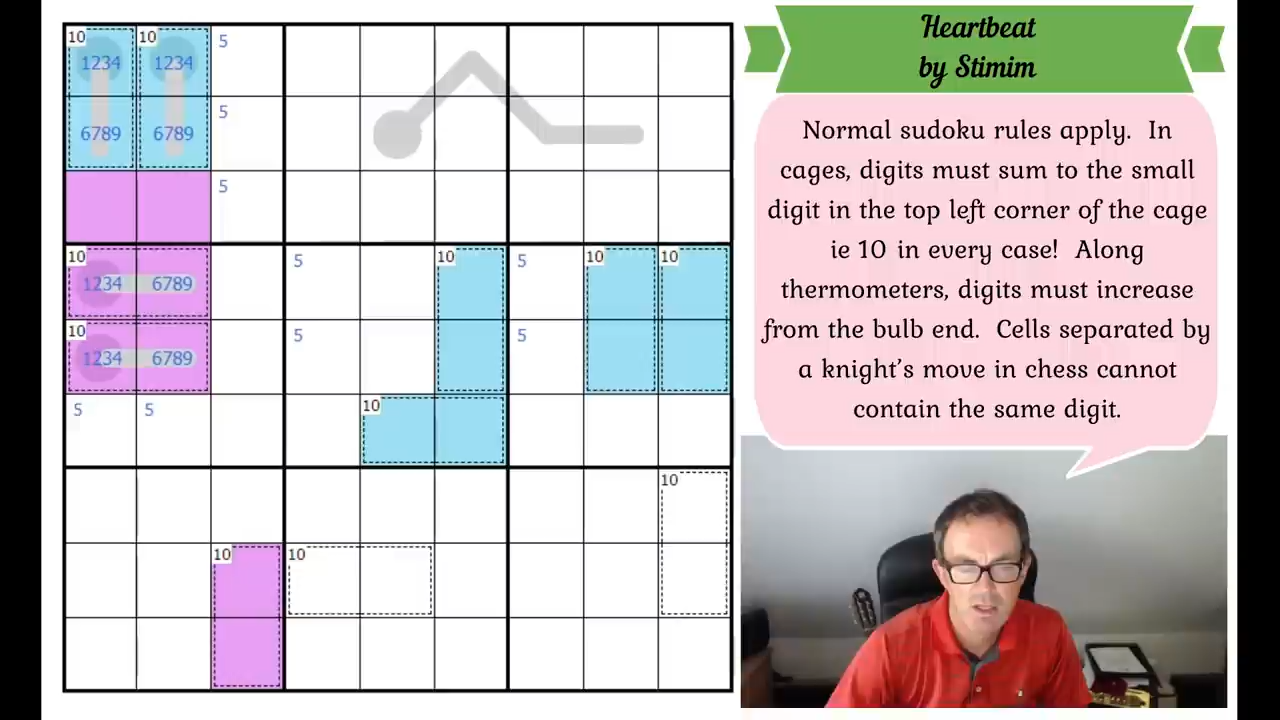 Heartbeat
by Stimim
Normal sudoku rules apply. In
cages, digits must sum to the small
digit in the top left corner of the cage
ie 10 in every case! Along
thermometers, digits must increase
from the bulb end. Cells separated by
a knight's move in chess cannot
contain the same digit.
10 10 5
1234 1234
5
6789 6789
5
10 5 10 5 10 10
1234 6789
10 5 5
1234 6789
5 5 10
10
10 10